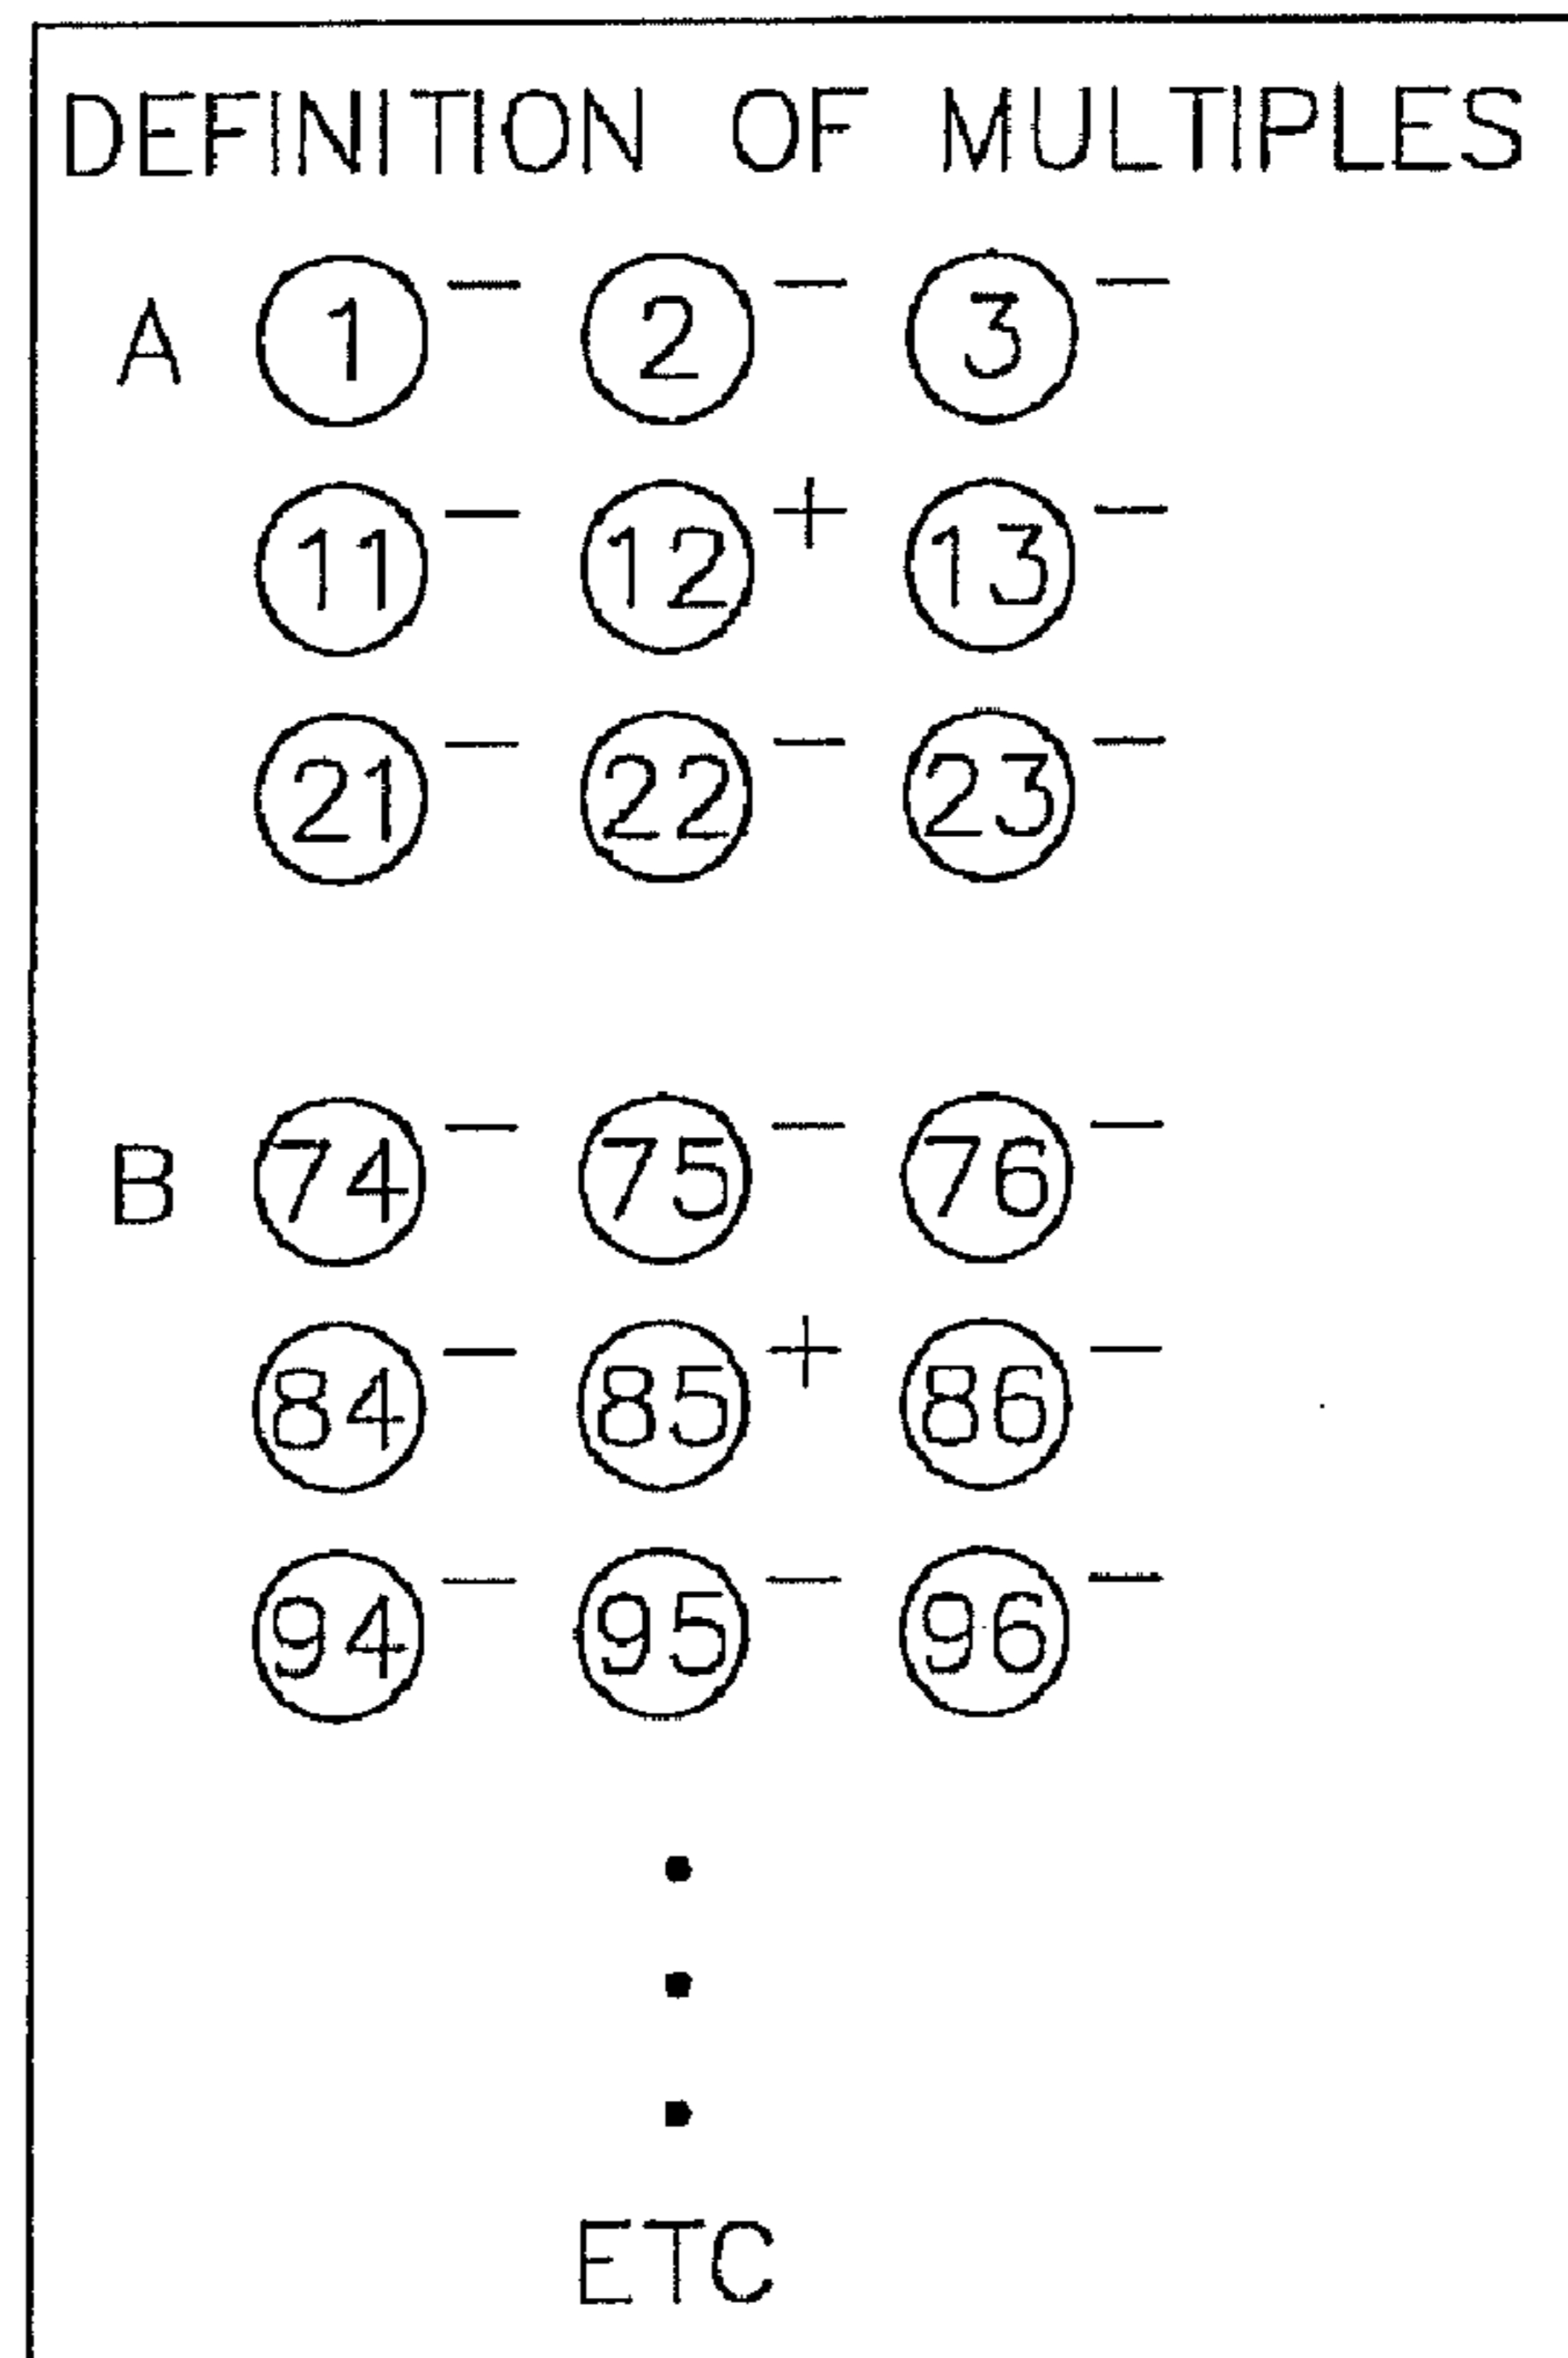 DEFINITION OF MULTIPLES
A 1 − 2 − 3 −
11 − 12 + 13 −
21 − 22 − 23 −
B 74 − 75 − 76 −
84 − 85 + 86 −
94 − 95 − 96 −
ETC